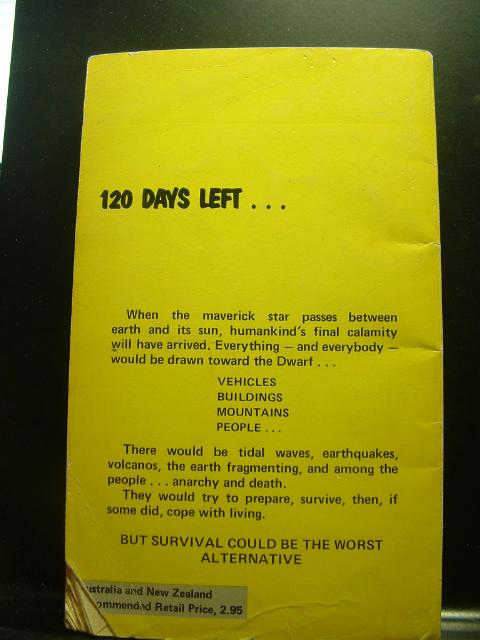 120 DAYS LEFT . . .
When the maverick star passes between
earth and its sun, humankind's final calamity
will have arrived. Everything — and everybody —
would be drawn toward the Dwarf . . .
VEHICLES
BUILDINGS
MOUNTAINS
PEOPLE . . .
There would be tidal waves, earthquakes,
volcanos, the earth fragmenting, and among the
people . . . anarchy and death.
They would try to prepare, survive, then, if
some did, cope with living.
BUT SURVIVAL COULD BE THE WORST
ALTERNATIVE
ustralia and New Zealand
ommended Retail Price, 2.95